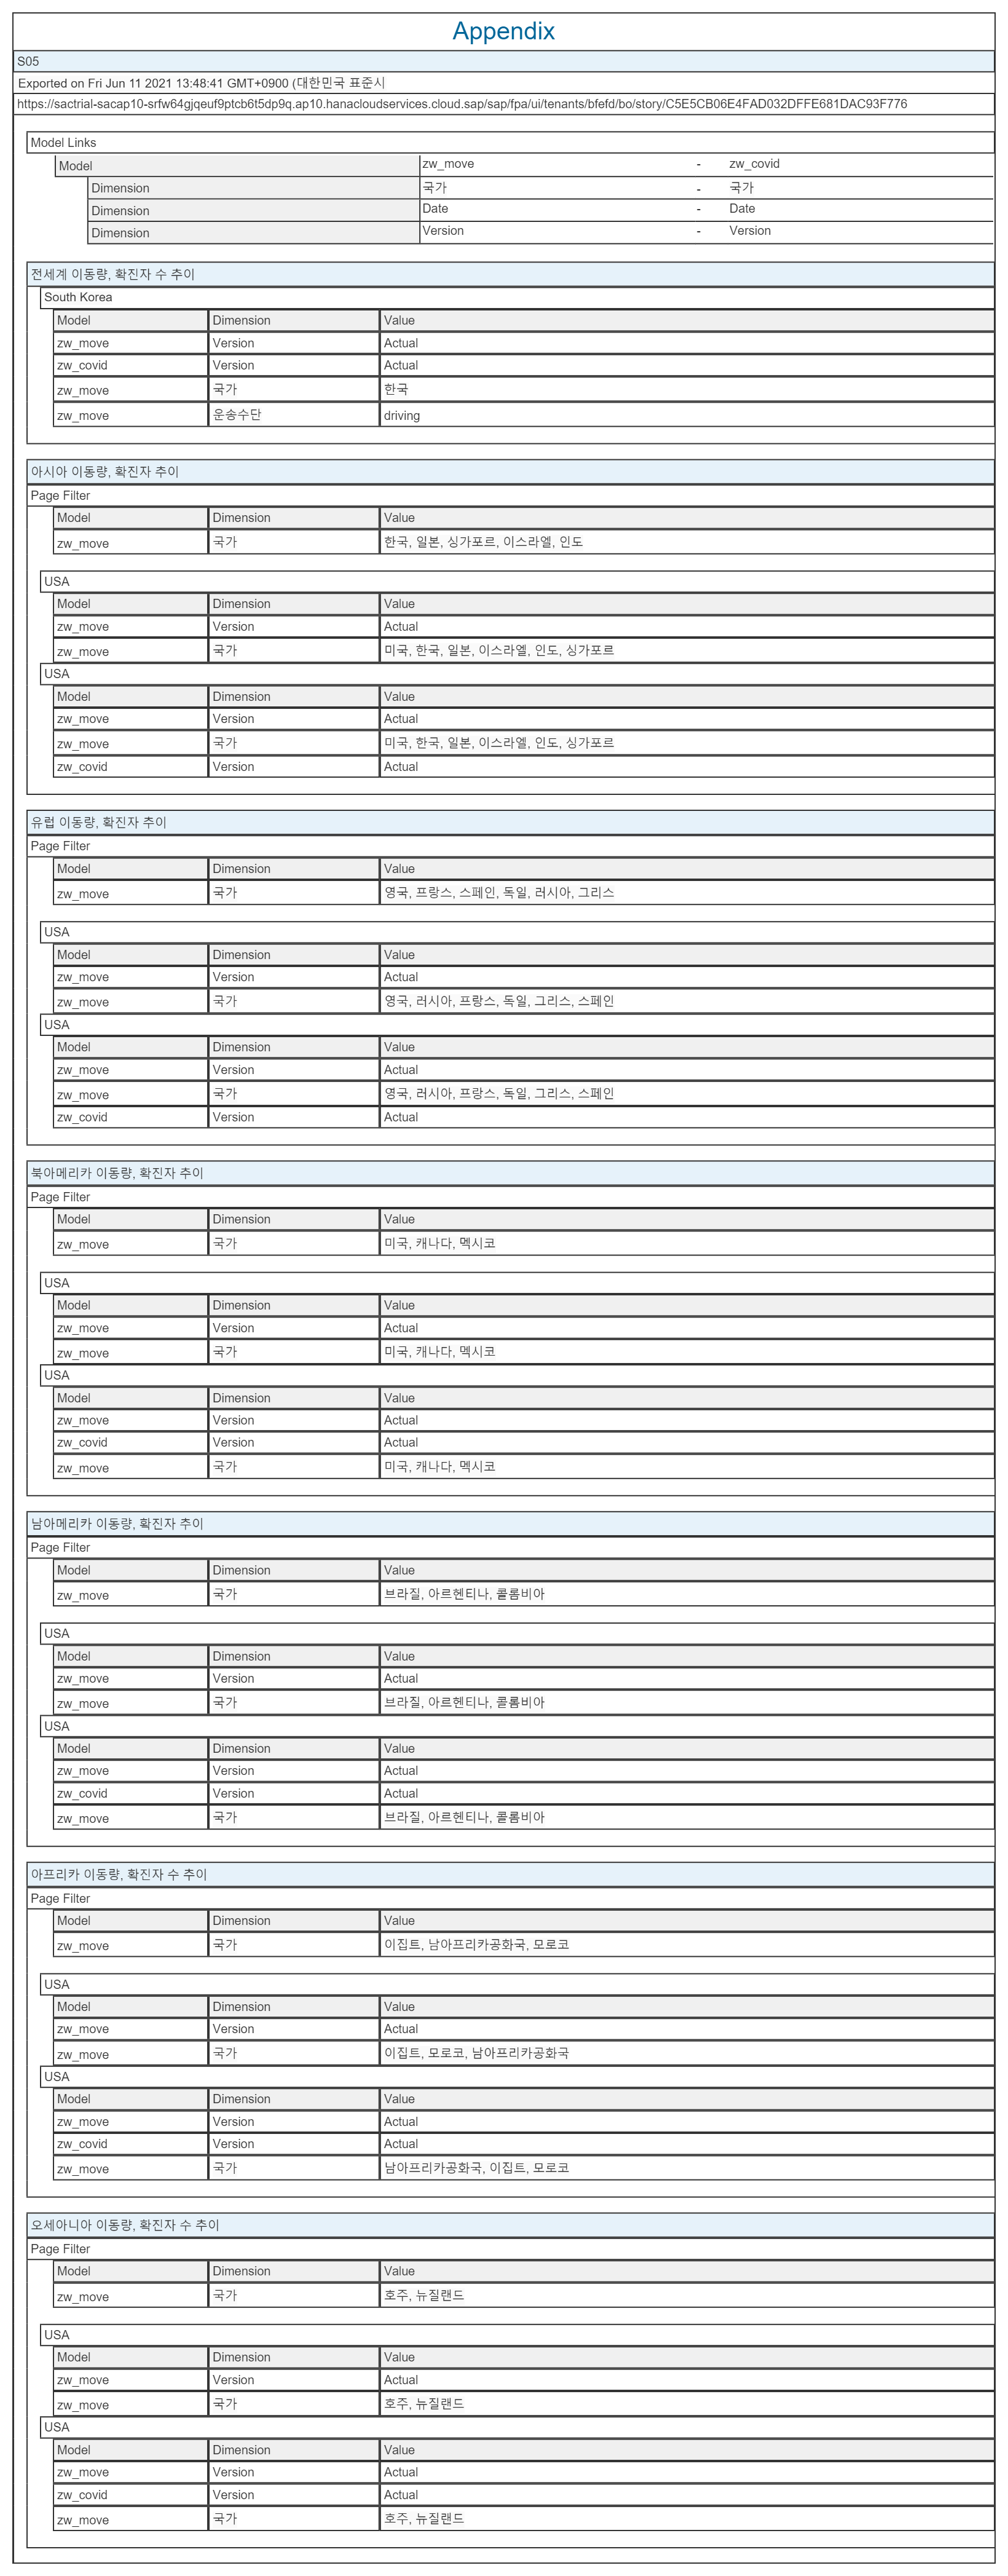 Appendix
S05
Exported on Fri Jun 11 2021 13:48:41 GMT+0900 (대한민국 표준시
https://sactrial-sacap10-srfw64gjqeuf9ptcb6t5dp9q.ap10.hanacloudservices.cloud.sap/sap/fpa/ui/tenants/bfefd/bo/story/C5E5CB06E4FAD032DFFE681DAC93F776
Model Links
Model zw_move - zw_covid
Dimension 국가 - 국가
Dimension Date - Date
Dimension Version - Version
전세계 이동량, 확진자 수 추이
South Korea
Model Dimension Value
zw_move Version Actual
zw_covid Version Actual
zw_move 국가 한국
zw_move 운송수단 driving
아시아 이동량, 확진자 추이
Page Filter
Model Dimension Value
zw_move 국가 한국, 일본, 싱가포르, 이스라엘, 인도
USA
Model Dimension Value
zw_move Version Actual
zw_move 국가 미국, 한국, 일본, 이스라엘, 인도, 싱가포르
USA
Model Dimension Value
zw_move Version Actual
zw_move 국가 미국, 한국, 일본, 이스라엘, 인도, 싱가포르
zw_covid Version Actual
유럽 이동량, 확진자 추이
Page Filter
Model Dimension Value
zw_move 국가 영국, 프랑스, 스페인, 독일, 러시아, 그리스
USA
Model Dimension Value
zw_move Version Actual
zw_move 국가 영국, 러시아, 프랑스, 독일, 그리스, 스페인
USA
Model Dimension Value
zw_move Version Actual
zw_move 국가 영국, 러시아, 프랑스, 독일, 그리스, 스페인
zw_covid Version Actual
북아메리카 이동량, 확진자 추이
Page Filter
Model Dimension Value
zw_move 국가 미국, 캐나다, 멕시코
USA
Model Dimension Value
zw_move Version Actual
zw_move 국가 미국, 캐나다, 멕시코
USA
Model Dimension Value
zw_move Version Actual
zw_covid Version Actual
zw_move 국가 미국, 캐나다, 멕시코
남아메리카 이동량, 확진자 추이
Page Filter
Model Dimension Value
zw_move 국가 브라질, 아르헨티나, 콜롬비아
USA
Model Dimension Value
zw_move Version Actual
zw_move 국가 브라질, 아르헨티나, 콜롬비아
USA
Model Dimension Value
zw_move Version Actual
zw_covid Version Actual
zw_move 국가 브라질, 아르헨티나, 콜롬비아
아프리카 이동량, 확진자 수 추이
Page Filter
Model Dimension Value
zw_move 국가 이집트, 남아프리카공화국, 모로코
USA
Model Dimension Value
zw_move Version Actual
zw_move 국가 이집트, 모로코, 남아프리카공화국
USA
Model Dimension Value
zw_move Version Actual
zw_covid Version Actual
zw_move 국가 남아프리카공화국, 이집트, 모로코
오세아니아 이동량, 확진자 수 추이
Page Filter
Model Dimension Value
zw_move 국가 호주, 뉴질랜드
USA
Model Dimension Value
zw_move Version Actual
zw_move 국가 호주, 뉴질랜드
USA
Model Dimension Value
zw_move Version Actual
zw_covid Version Actual
zw_move 국가 호주, 뉴질랜드